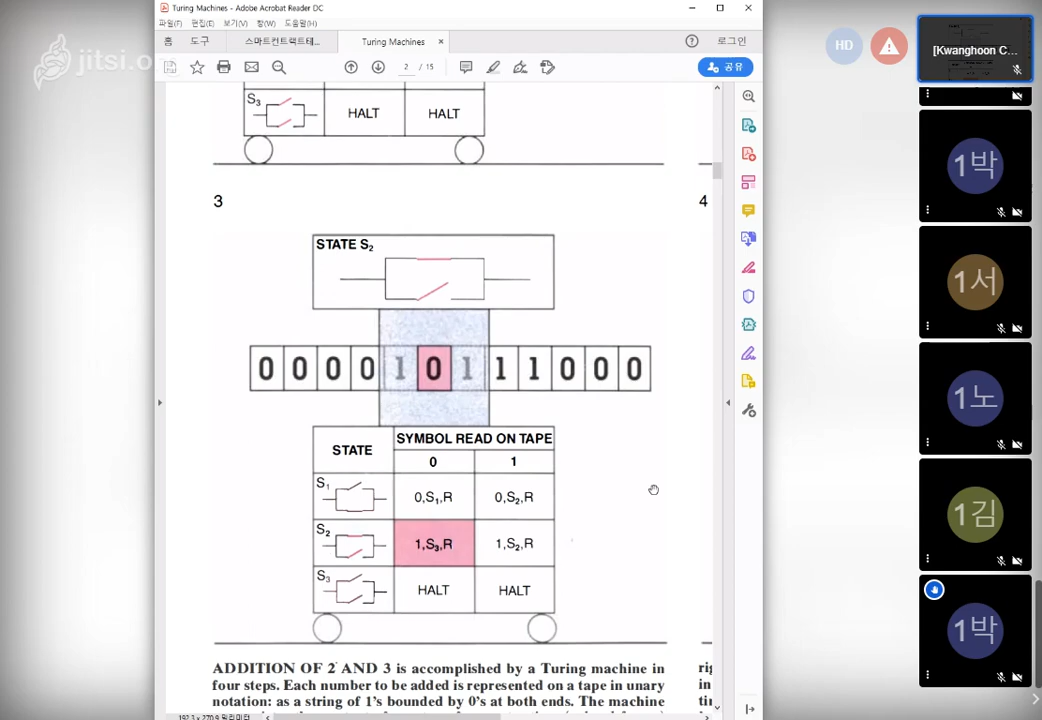 Turing Machines - Adobe Acrobat Reader DC
파일(F) 편집(E) 보기(V) 창(W) 도움말(H)
홈 도구 스마트컨트랙트테... Turing Machines × 로그인
2 / 15 공유
jitsi.o
HD
[Kwanghoon C...
S3 HALT HALT
3 4
STATE S2
0 0 0 0 1 0 1 1 1 0 0 0
STATE SYMBOL READ ON TAPE
0 1
S1 0,S1,R 0,S2,R
S2 1,S3,R 1,S2,R
S3 HALT HALT
ADDITION OF 2 AND 3 is accomplished by a Turing machine in
four steps. Each number to be added is represented on a tape in unary
notation: as a string of 1's bounded by 0's at both ends. The machine
rig
in
tin
1박
1서
1노
1김
1박